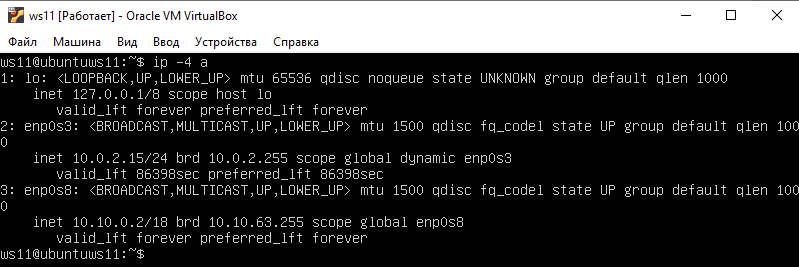 ws11 [Работает] - Oracle VM VirtualBox
Файл Машина Вид Ввод Устройства Справка
ws11@ubuntuws11:~$ ip -4 a
1: lo: <LOOPBACK,UP,LOWER_UP> mtu 65536 qdisc noqueue state UNKNOWN group default qlen 1000
    inet 127.0.0.1/8 scope host lo
       valid_lft forever preferred_lft forever
2: enp0s3: <BROADCAST,MULTICAST,UP,LOWER_UP> mtu 1500 qdisc fq_codel state UP group default qlen 100
0
    inet 10.0.2.15/24 brd 10.0.2.255 scope global dynamic enp0s3
       valid_lft 86398sec preferred_lft 86398sec
3: enp0s8: <BROADCAST,MULTICAST,UP,LOWER_UP> mtu 1500 qdisc fq_codel state UP group default qlen 100
0
    inet 10.10.0.2/18 brd 10.10.63.255 scope global enp0s8
       valid_lft forever preferred_lft forever
ws11@ubuntuws11:~$